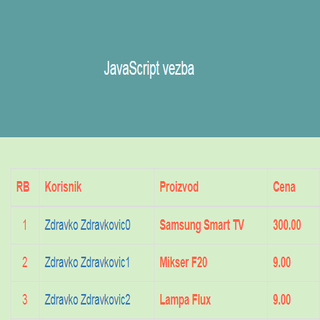 JavaScript vezba
RB Korisnik Proizvod Cena
1 Zdravko Zdravkovic0 Samsung Smart TV 300.00
2 Zdravko Zdravkovic1 Mikser F20 9.00
3 Zdravko Zdravkovic2 Lampa Flux 9.00